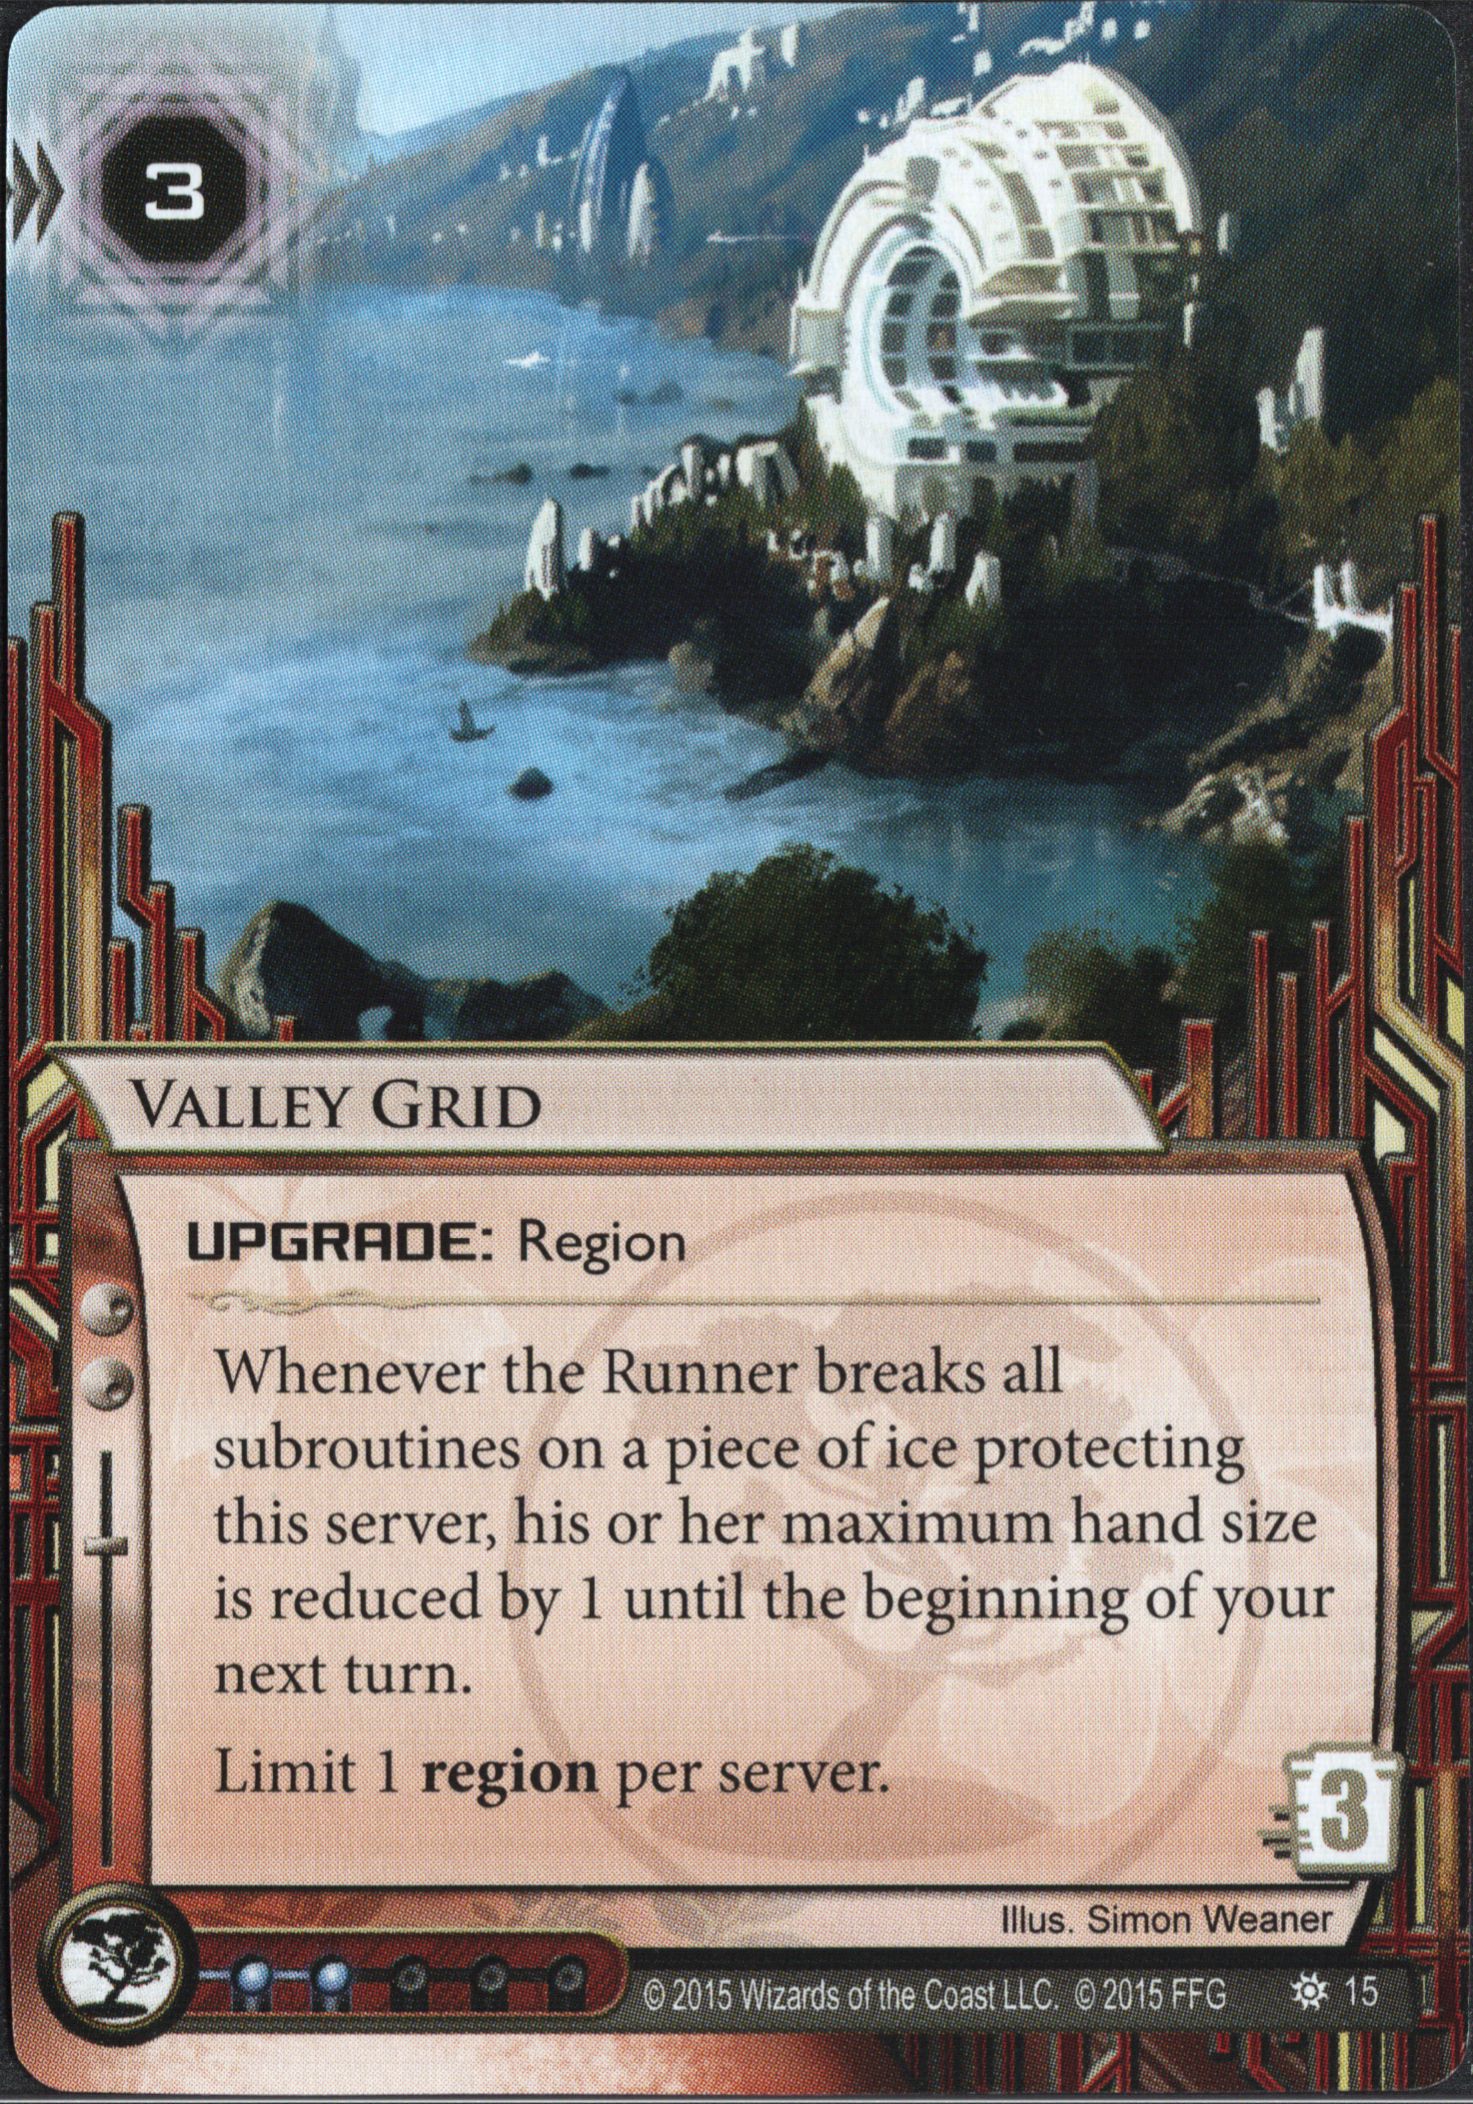 3
VALLEY GRID
UPGRADE: Region
Whenever the Runner breaks all
subroutines on a piece of ice protecting
this server, his or her maximum hand size
is reduced by 1 until the beginning of your
next turn.
Limit 1 region per server.
3
Illus. Simon Weaner
© 2015 Wizards of the Coast LLC. © 2015 FFG 15